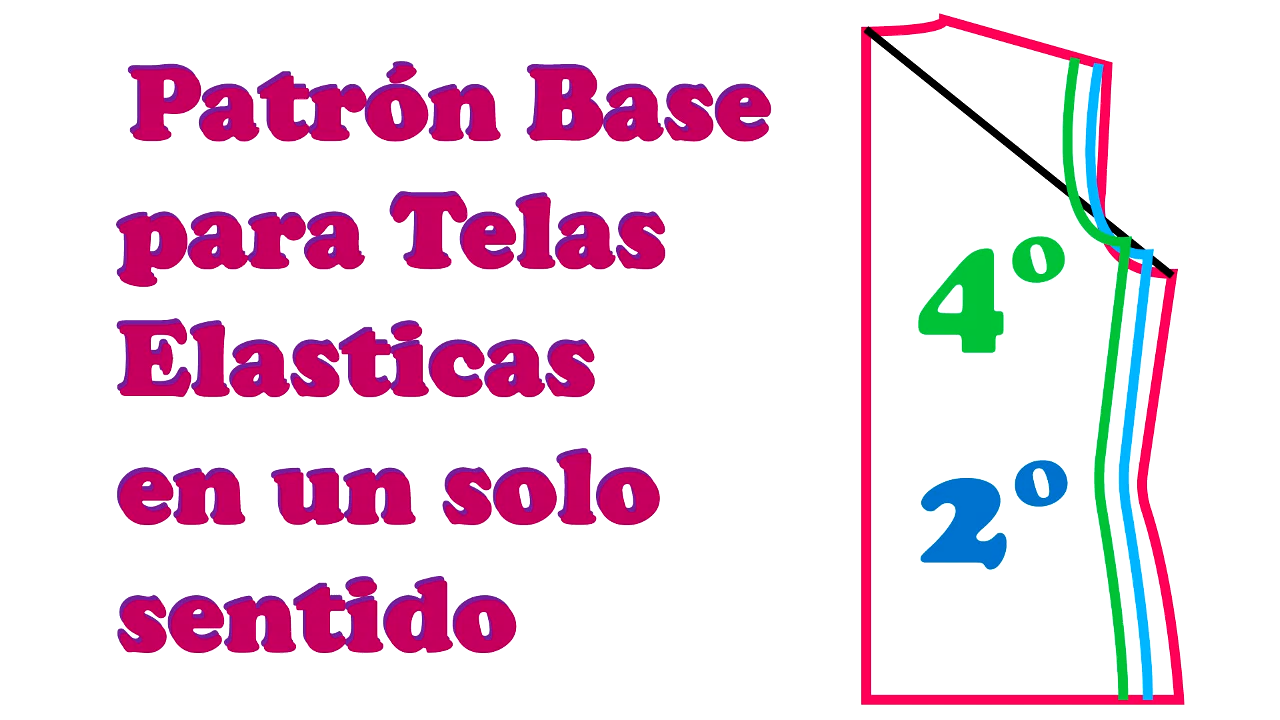 Patrón Base
para Telas
Elasticas
en un solo
sentido
4º
2º